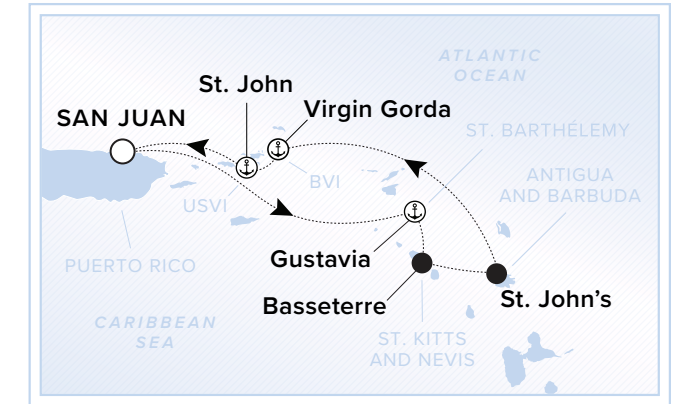 ATLANTIC
OCEAN
St. John
Virgin Gorda
SAN JUAN
ST. BARTHÉLEMY
ANTIGUA
AND BARBUDA
BVI
USVI
PUERTO RICO
Gustavia
Basseterre
St. John's
CARIBBEAN
SEA
ST. KITTS
AND NEVIS